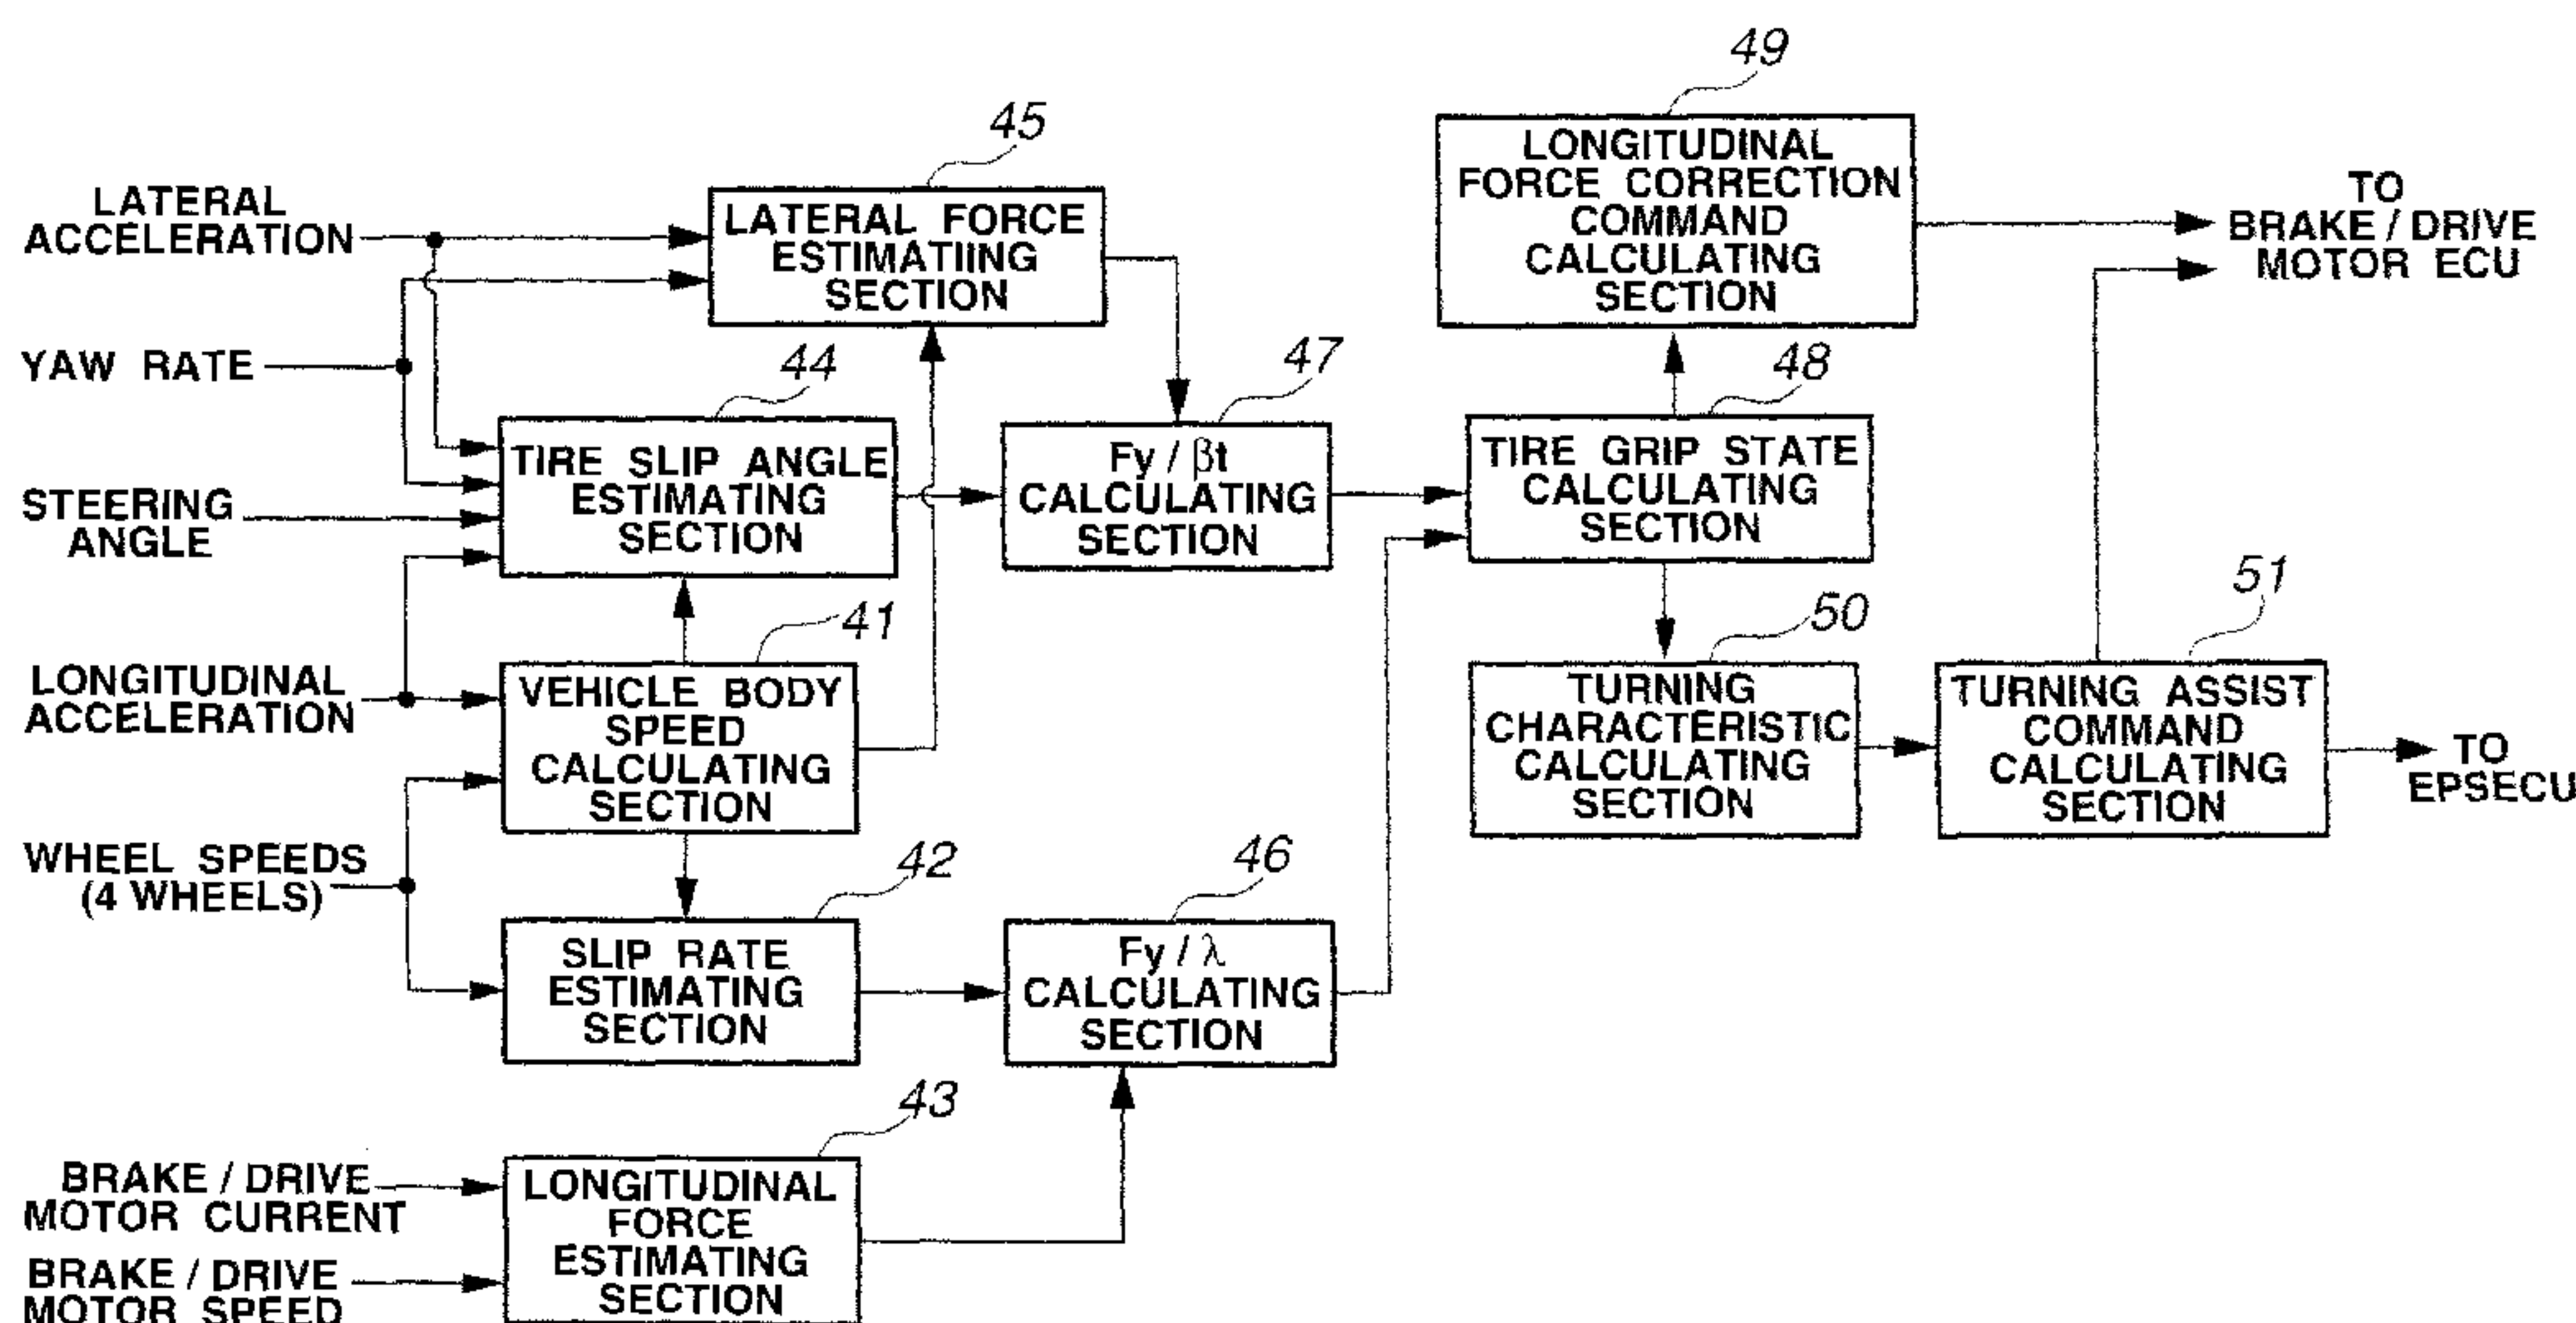 49
45
LONGITUDINAL
FORCE CORRECTION
COMMAND
CALCULATING
SECTION
LATERAL
ACCELERATION
LATERAL FORCE
ESTIMATIING
SECTION
TO
BRAKE / DRIVE
MOTOR ECU
YAW RATE
44
47
48
TIRE SLIP ANGLE
ESTIMATING
SECTION
Fy / βt
CALCULATING
SECTION
TIRE GRIP STATE
CALCULATING
SECTION
STEERING
ANGLE
41
50
51
LONGITUDINAL
ACCELERATION
VEHICLE BODY
SPEED
CALCULATING
SECTION
TURNING
CHARACTERISTIC
CALCULATING
SECTION
TURNING ASSIST
COMMAND
CALCULATING
SECTION
TO
EPSECU
WHEEL SPEEDS
(4 WHEELS)
42
46
SLIP RATE
ESTIMATING
SECTION
Fy / λ
CALCULATING
SECTION
43
BRAKE / DRIVE
MOTOR CURRENT
LONGITUDINAL
FORCE
ESTIMATING
SECTION
BRAKE / DRIVE
MOTOR SPEED